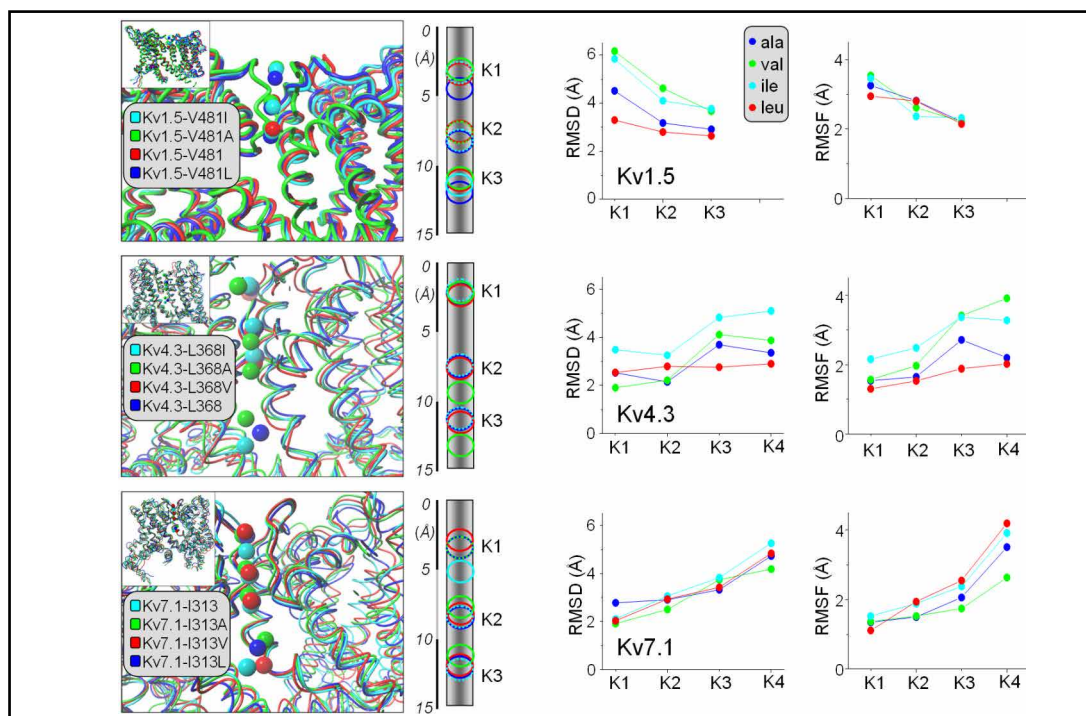 0
(Å)
5
10
15
K1
K2
K3
Kv1.5-V481I
Kv1.5-V481A
Kv1.5-V481
Kv1.5-V481L
RMSD (Å)
6
4
2
0
Kv1.5
K1 K2 K3
ala
val
ile
leu
RMSF (Å)
4
2
0
K1 K2 K3
0
(Å)
5
10
15
K1
K2
K3
Kv4.3-L368I
Kv4.3-L368A
Kv4.3-L368V
Kv4.3-L368
RMSD (Å)
6
4
2
0
Kv4.3
K1 K2 K3 K4
RMSF (Å)
4
2
0
K1 K2 K3 K4
0
(Å)
5
10
15
K1
K2
K3
Kv7.1-I313
Kv7.1-I313A
Kv7.1-I313V
Kv7.1-I313L
RMSD (Å)
6
4
2
0
Kv7.1
K1 K2 K3 K4
RMSF (Å)
4
2
0
K1 K2 K3 K4